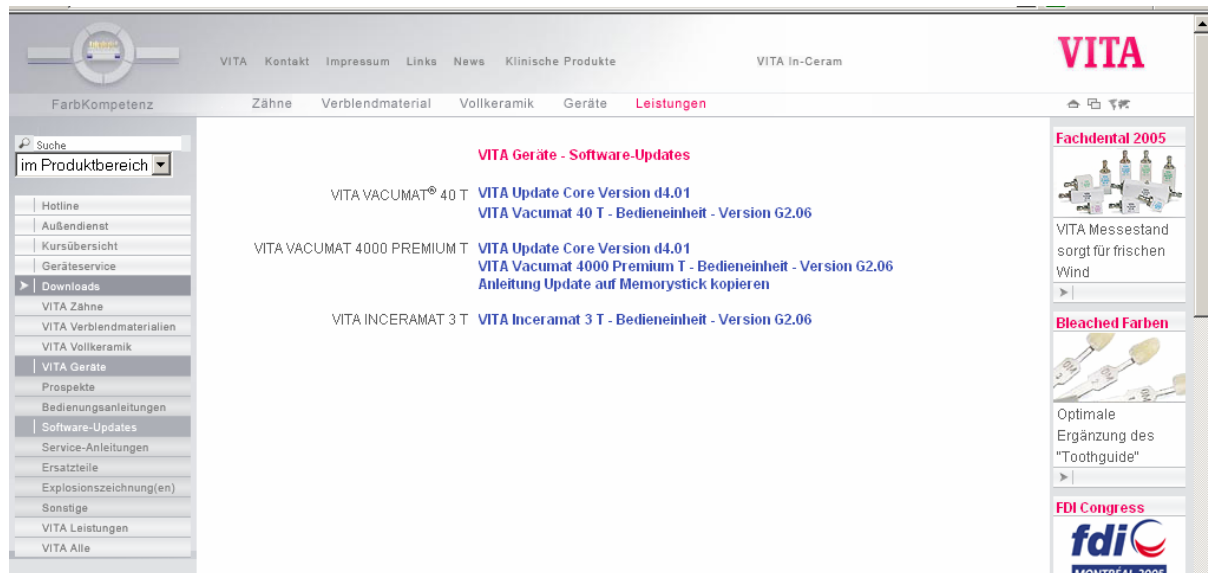 VITA Kontakt Impressum Links News Klinische Produkte VITA In-Ceram
VITA
FarbKompetenz
Zähne Verblendmaterial Vollkeramik Geräte Leistungen
Suche
im Produktbereich
Hotline
Außendienst
Kursübersicht
Geräteservice
Downloads
VITA Zähne
VITA Verblendmaterialien
VITA Vollkeramik
VITA Geräte
Prospekte
Bedienungsanleitungen
Software-Updates
Service-Anleitungen
Ersatzteile
Explosionszeichnung(en)
Sonstige
VITA Leistungen
VITA Alle
VITA Geräte - Software-Updates
VITA VACUMAT® 40 T VITA Update Core Version d4.01
VITA Vacumat 40 T - Bedieneinheit - Version G2.06
VITA VACUMAT 4000 PREMIUM T VITA Update Core Version d4.01
VITA Vacumat 4000 Premium T - Bedieneinheit - Version G2.06
Anleitung Update auf Memorystick kopieren
VITA INCERAMAT 3 T VITA Inceramat 3 T - Bedieneinheit - Version G2.06
Fachdental 2005
VITA Messestand
sorgt für frischen
Wind
Bleached Farben
Optimale
Ergänzung des
"Toothguide"
FDI Congress
fdi
MONTRÉAL 2005